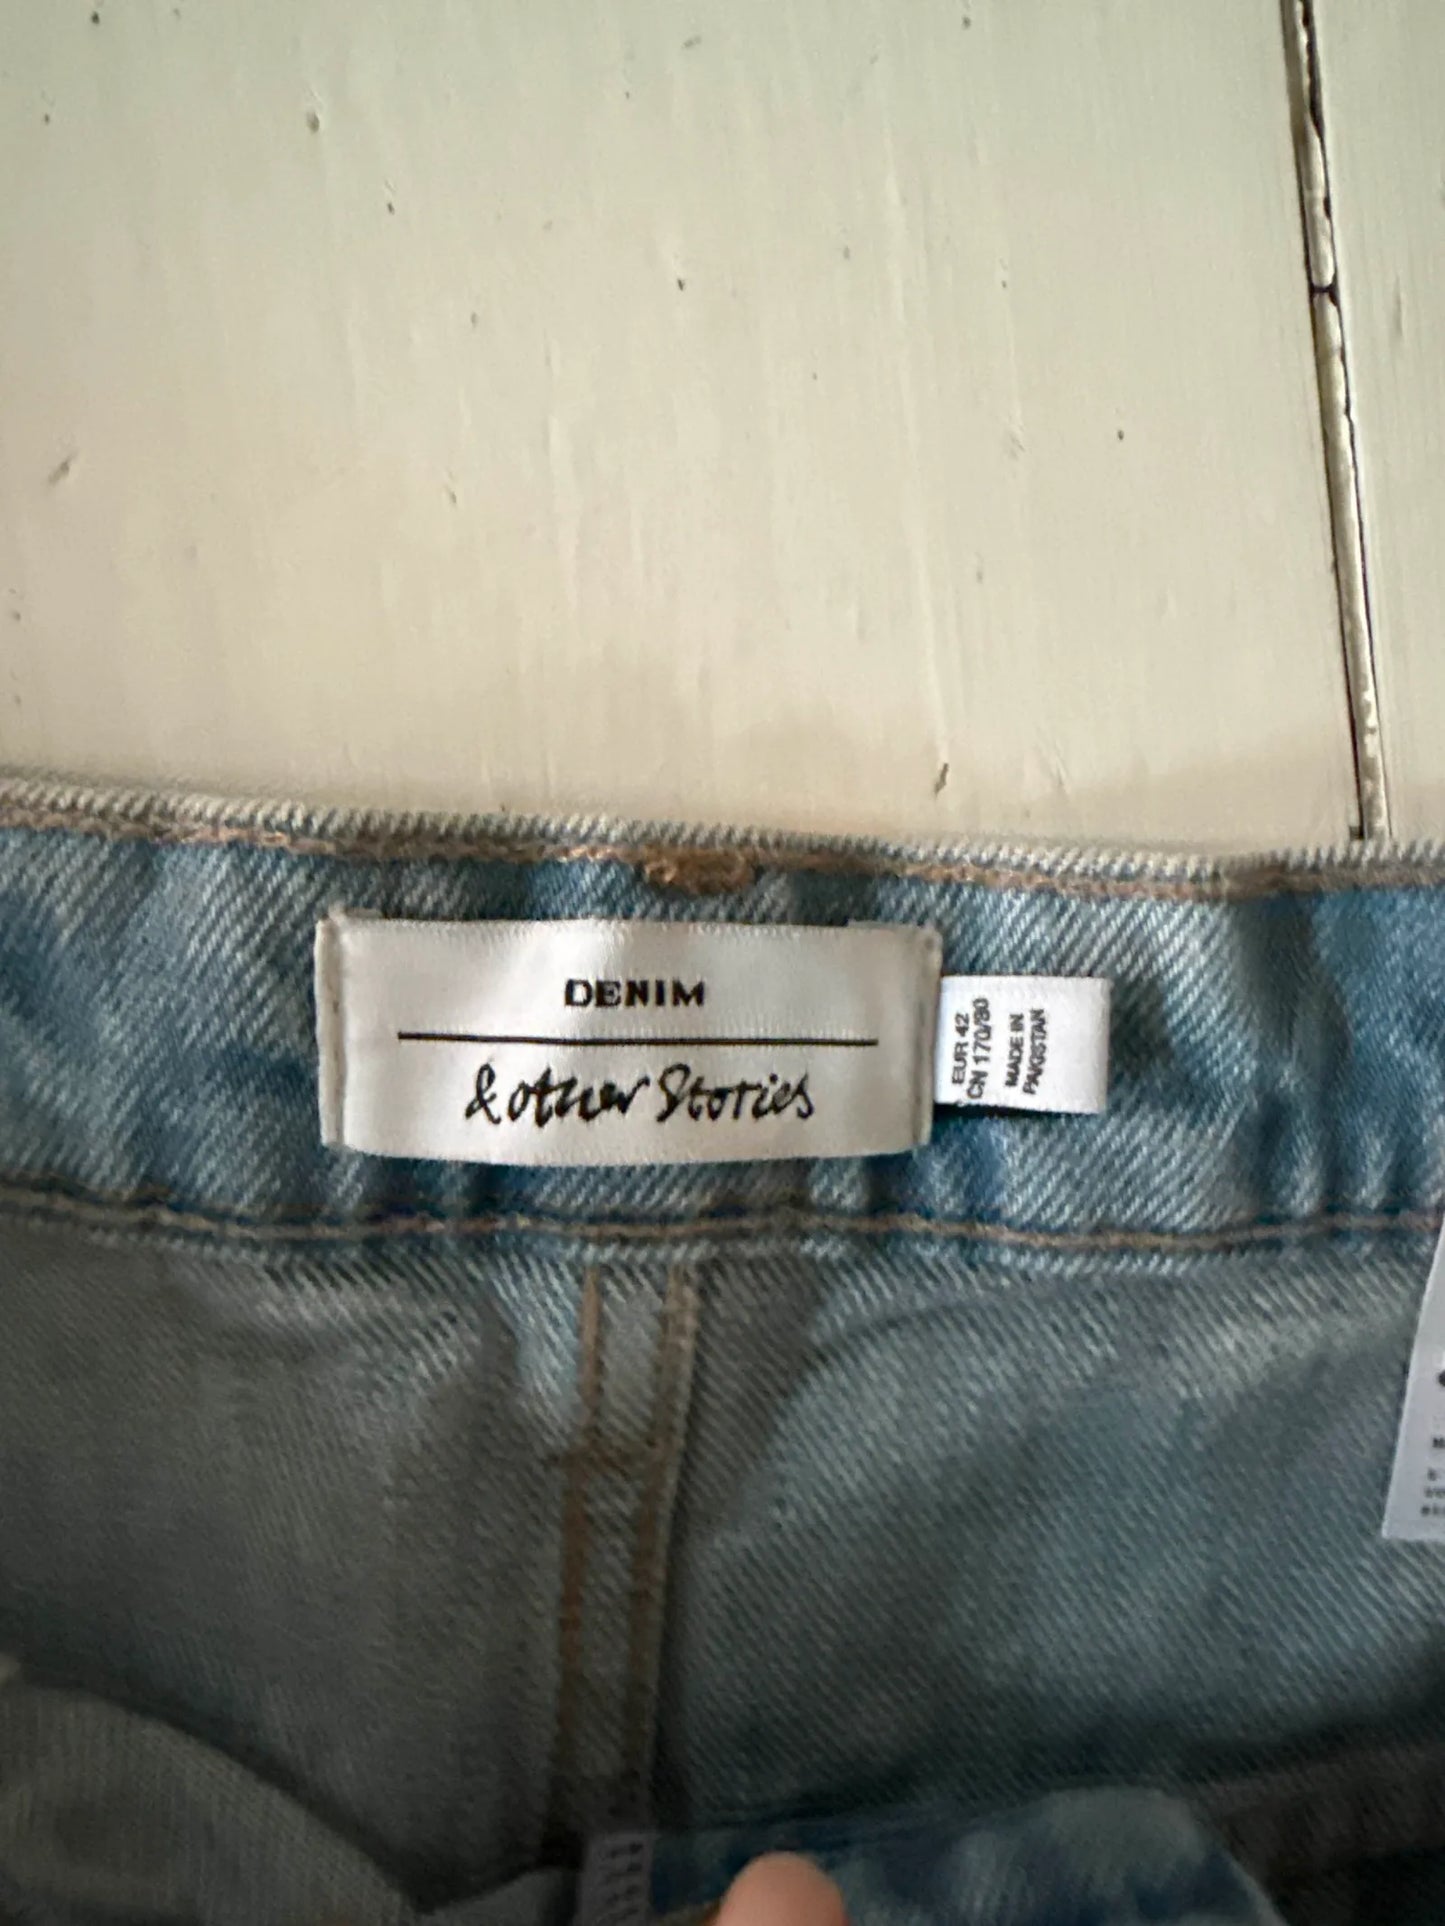 DENIM
& other Stories
EUR 42
CN 170/80
MADE IN
PAKISTAN